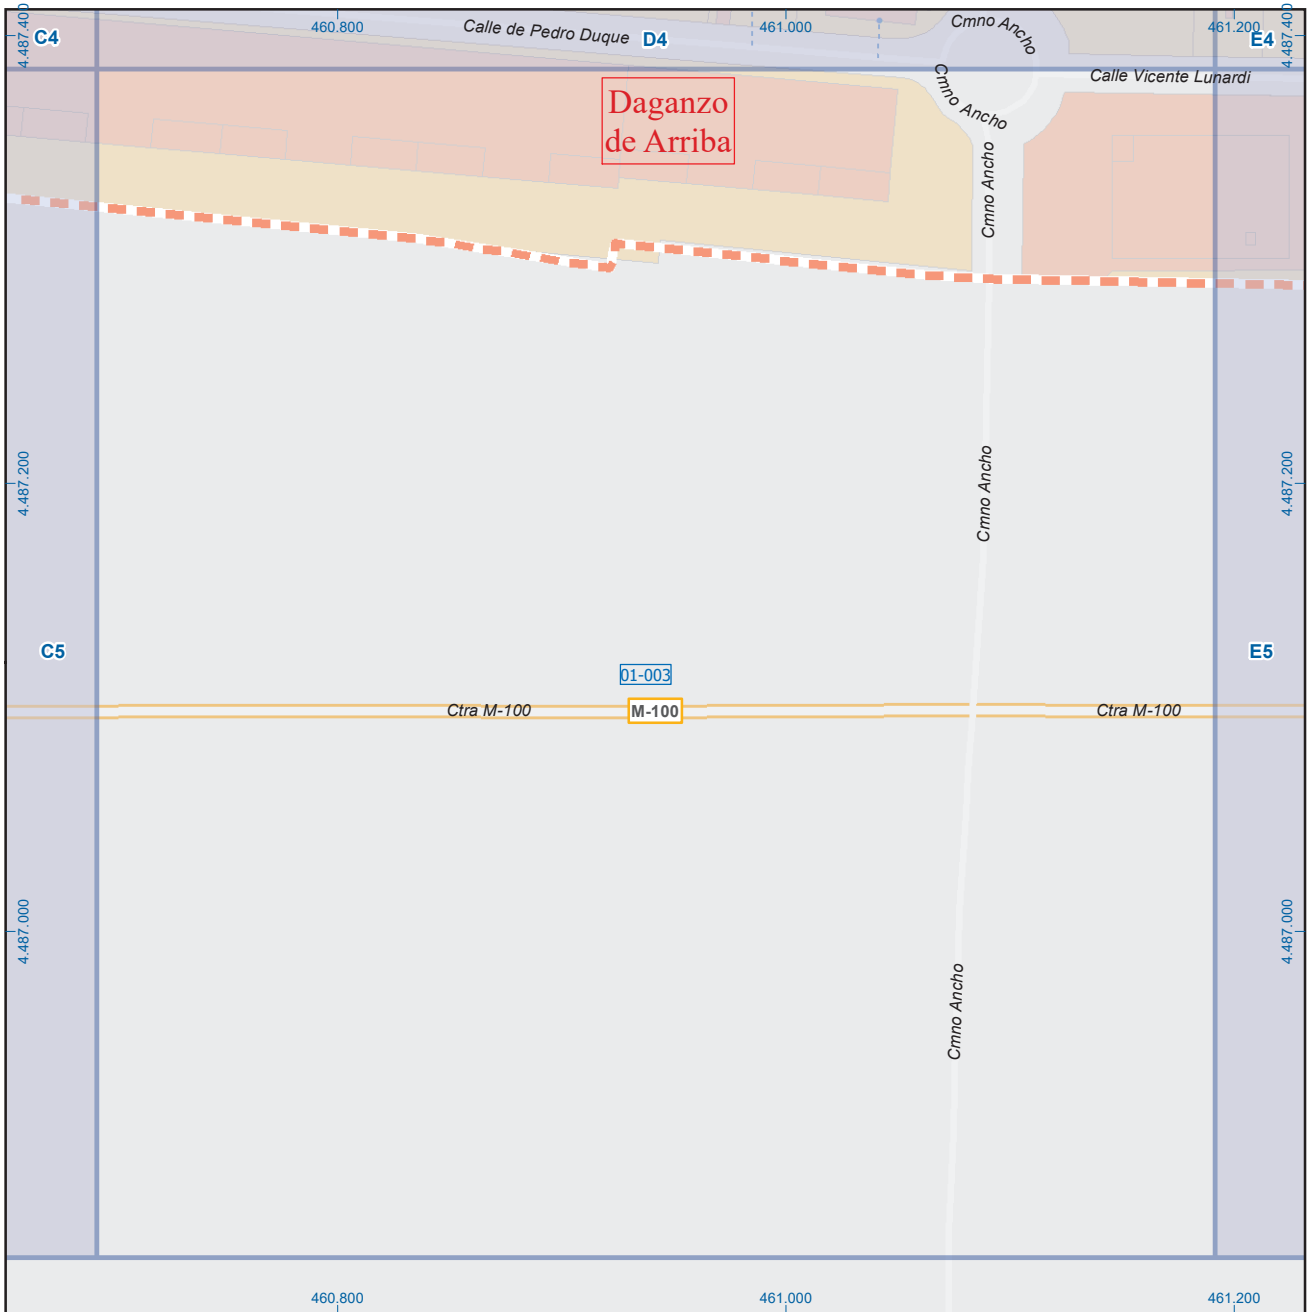 4.487.400
C4
460.800
Calle de Pedro Duque
D4
461.000
Cmno Ancho
461.200
E4
4.487.400
Cmno Ancho
Calle Vicente Lunardi
Daganzo
de Arriba
Cmno Ancho
4.487.200
Cmno Ancho
4.487.200
C5
E5
01-003
Ctra M-100
M-100
Ctra M-100
4.487.000
4.487.000
Cmno Ancho
460.800
461.000
461.200